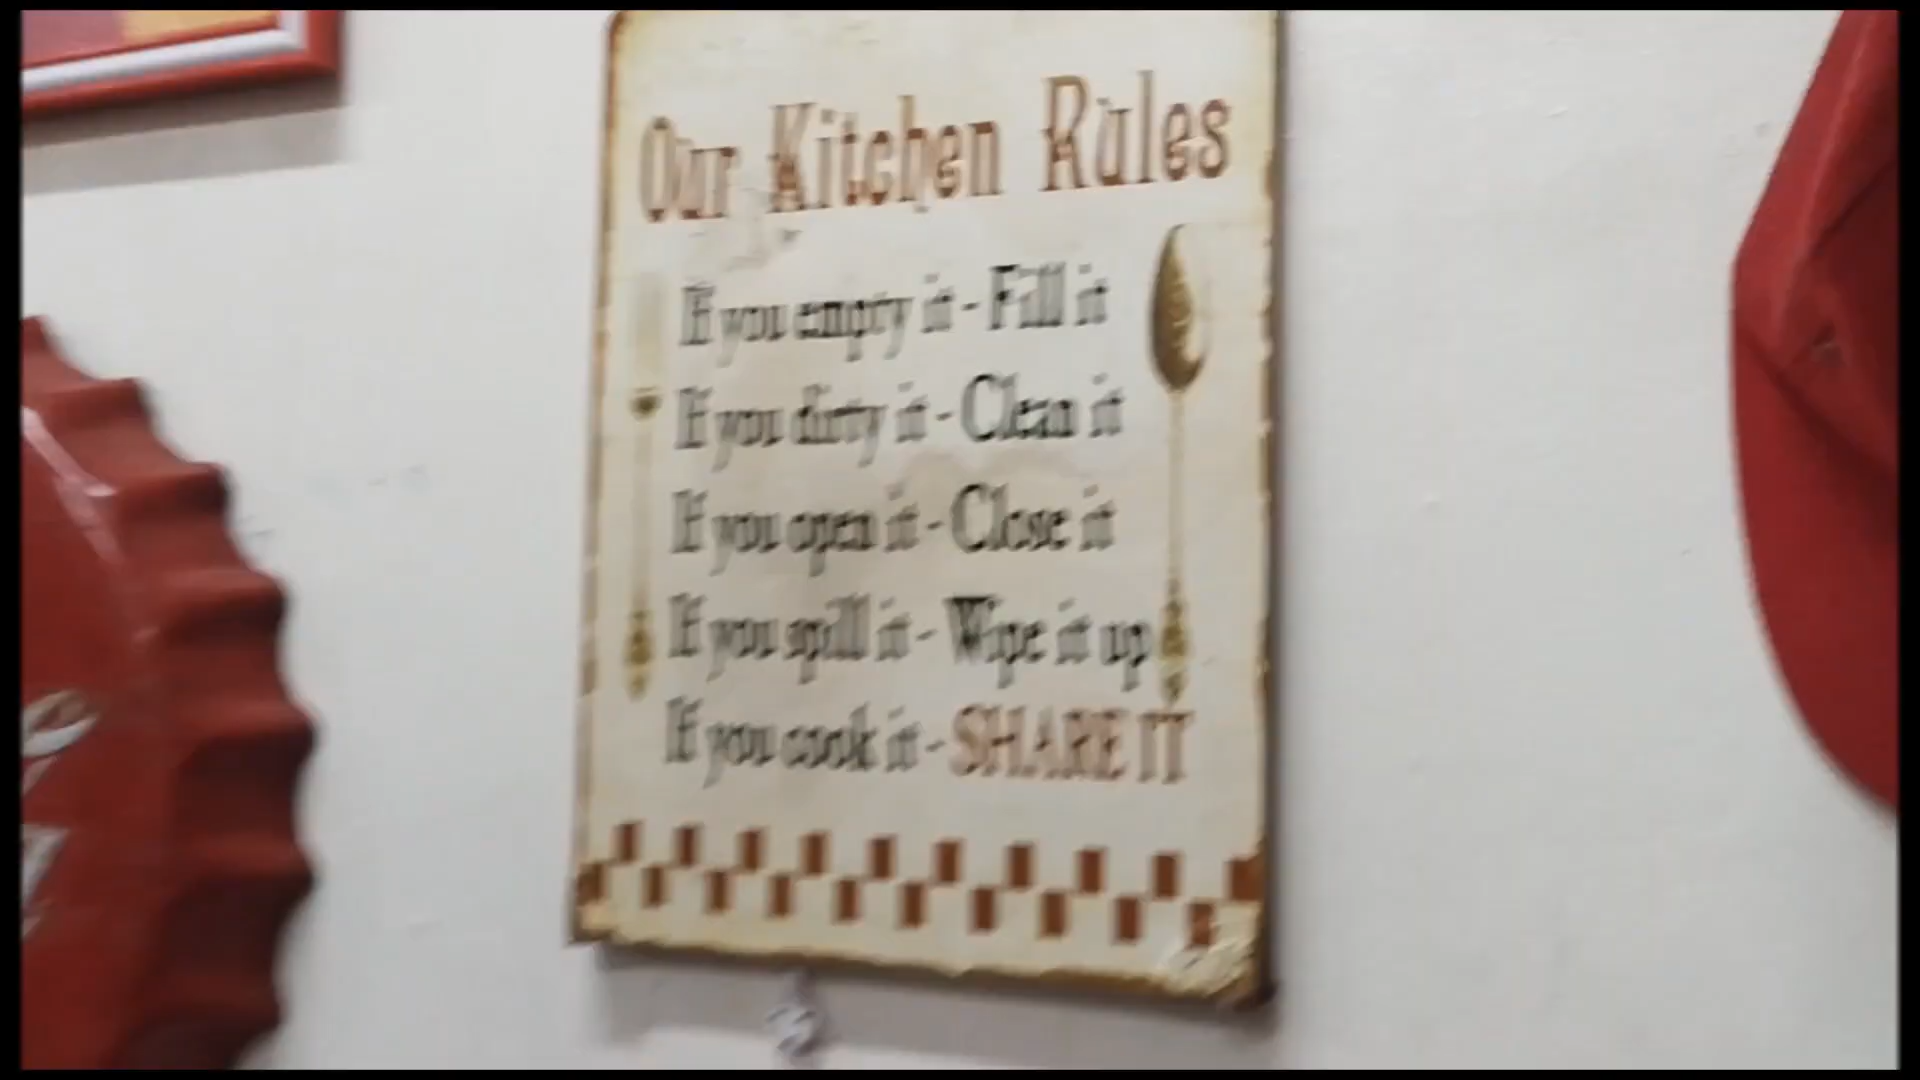 Our Kitchen Rules
If you empty it - Fill it
If you dirty it - Clean it
If you open it - Close it
If you spill it - Wipe it up
If you cook it - SHARE IT